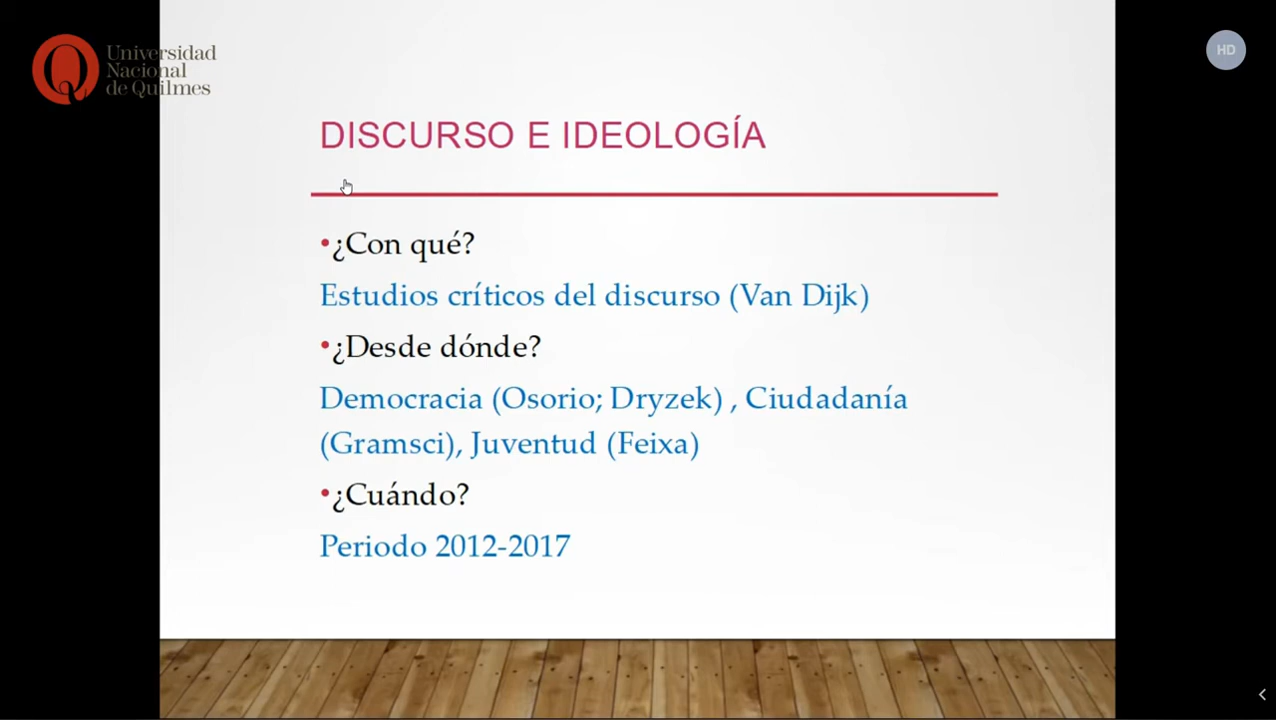 Universidad
Nacional
de Quilmes
HD
DISCURSO E IDEOLOGÍA
•¿Con qué?
Estudios críticos del discurso (Van Dijk)
•¿Desde dónde?
Democracia (Osorio; Dryzek) , Ciudadanía
(Gramsci), Juventud (Feixa)
•¿Cuándo?
Periodo 2012-2017